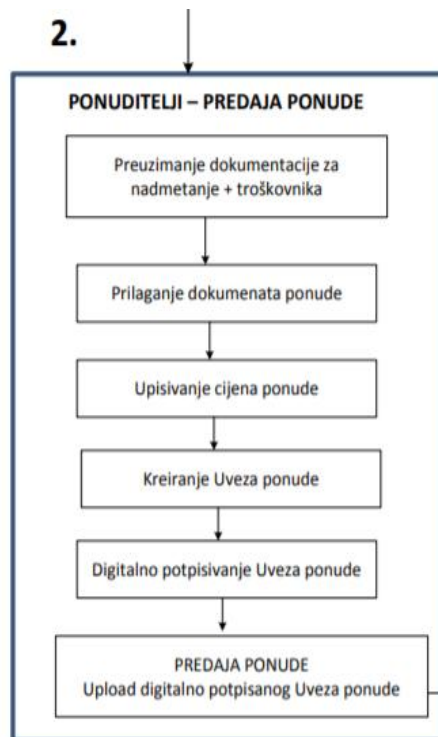 2.
PONUDITELJI – PREDAJA PONUDE
Preuzimanje dokumentacije za
nadmetanje + troškovnika
Prilaganje dokumenata ponude
Upisivanje cijena ponude
Kreiranje Uveza ponude
Digitalno potpisivanje Uveza ponude
PREDAJA PONUDE
Upload digitalno potpisanog Uveza ponude